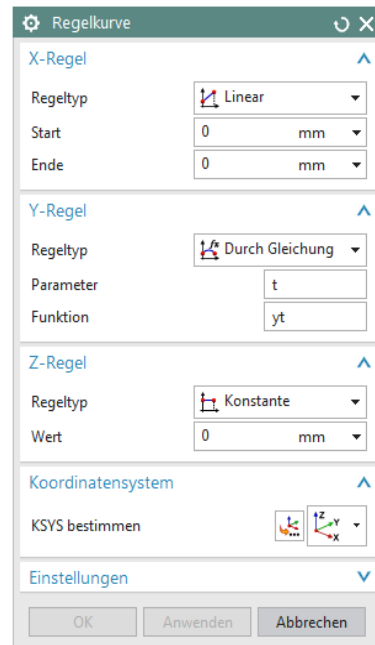 Regelkurve
X-Regel
Regeltyp Linear
Start 0 mm
Ende 0 mm
Y-Regel
Regeltyp fx Durch Gleichung
Parameter t
Funktion yt
Z-Regel
Regeltyp Konstante
Wert 0 mm
Koordinatensystem
KSYS bestimmen Z Y X
Einstellungen
OK Anwenden Abbrechen